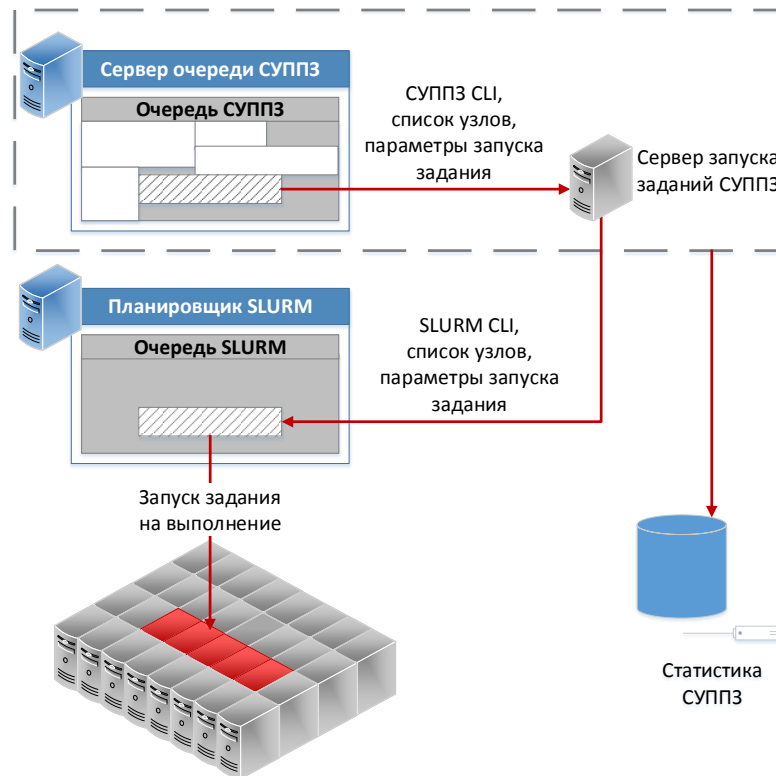 Сервер очереди СУППЗ
Очередь СУППЗ
СУППЗ CLI,
список узлов,
параметры запуска
задания
Сервер запуска
заданий СУППЗ
Планировщик SLURM
Очередь SLURM
SLURM CLI,
список узлов,
параметры запуска
задания
Запуск задания
на выполнение
Статистика
СУППЗ